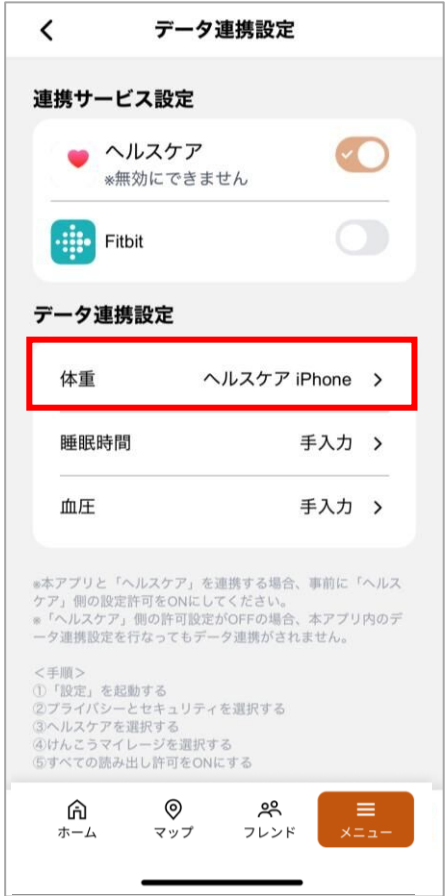 データ連携設定
連携サービス設定
ヘルスケア
※無効にできません
Fitbit
データ連携設定
体重 ヘルスケア iPhone
睡眠時間 手入力
血圧 手入力
※本アプリと「ヘルスケア」を連携する場合、事前に「ヘルス
ケア」側の設定許可をONにしてください。
※「ヘルスケア」側の許可設定がOFFの場合、本アプリ内のデ
ータ連携設定を行なってもデータ連携がされません。
<手順>
①「設定」を起動する
②プライバシーとセキュリティを選択する
③ヘルスケアを選択する
④けんこうマイレージを選択する
⑤すべての読み出し許可をONにする
ホーム マップ フレンド メニュー